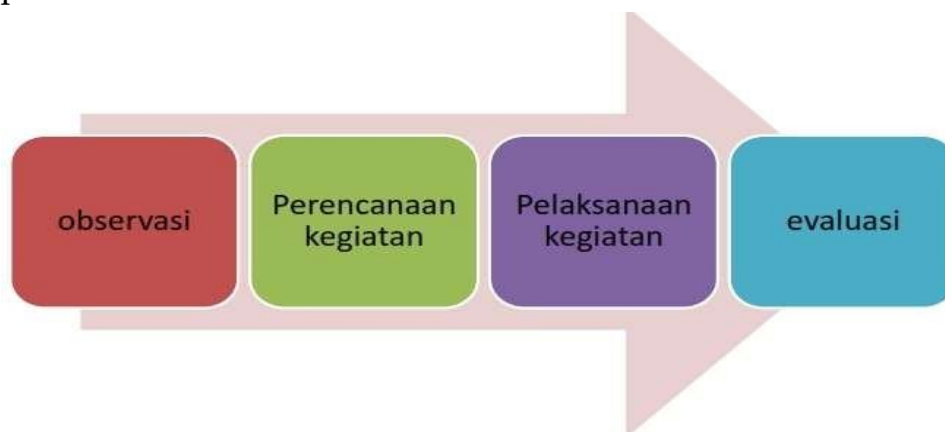 observasi
Perencanaan
kegiatan
Pelaksanaan
kegiatan
evaluasi